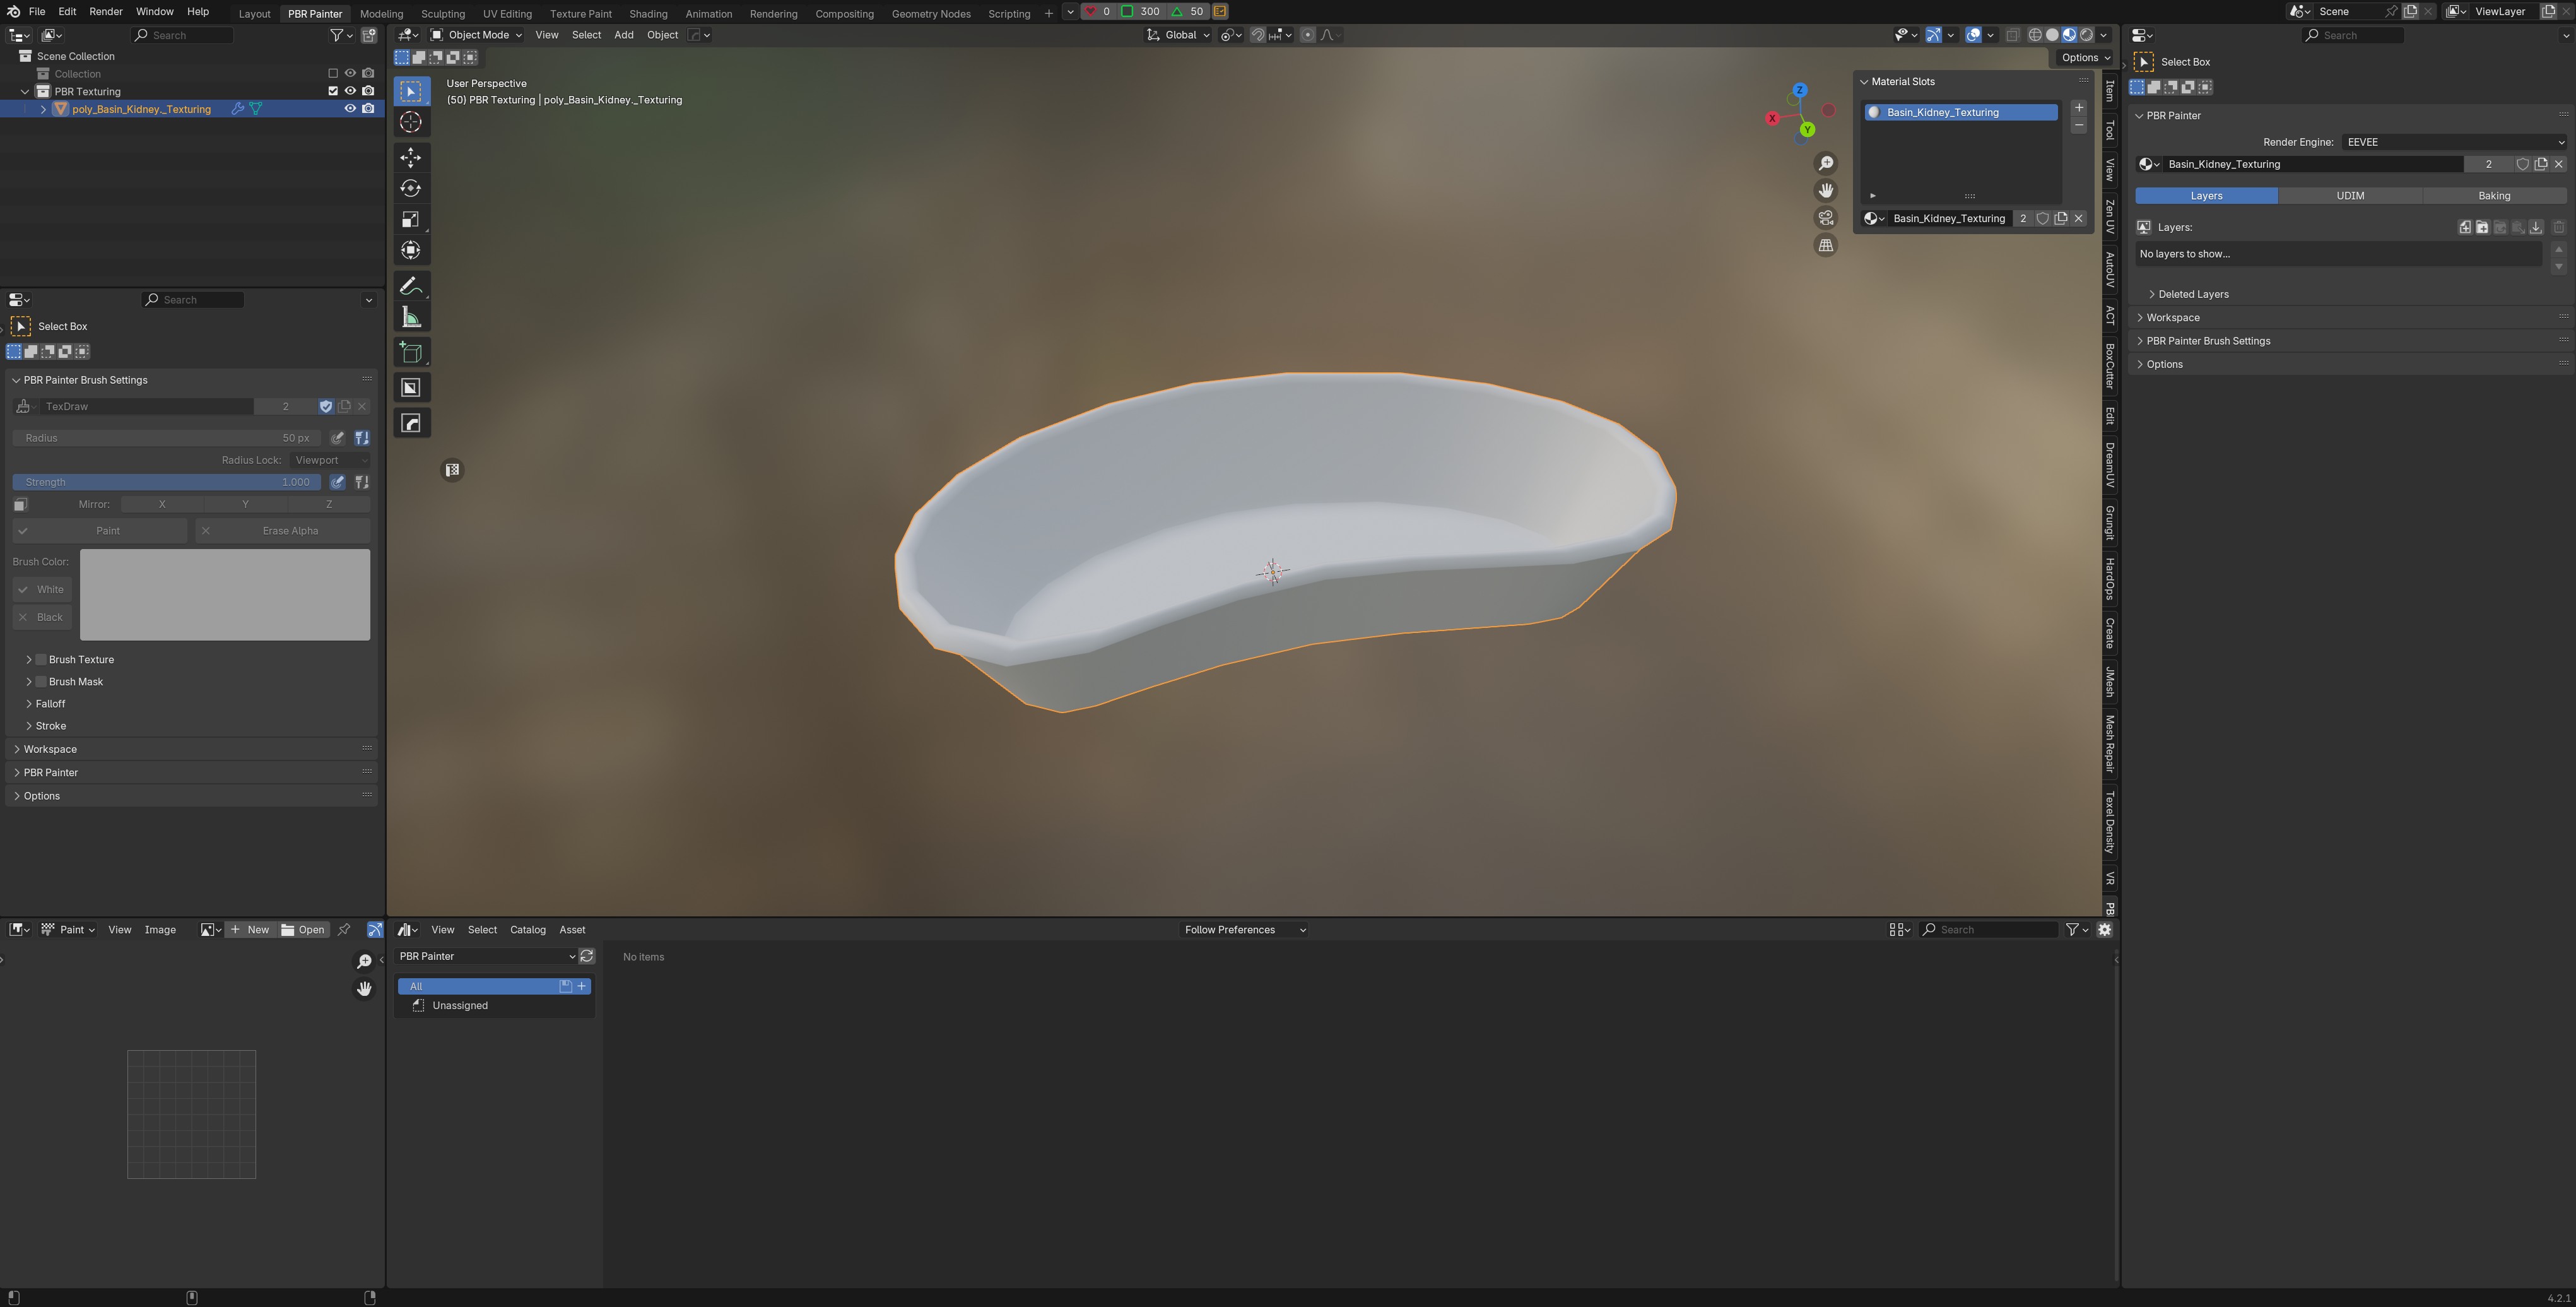 File Edit Render Window Help
Layout PBR Painter Modeling Sculpting UV Editing Texture Paint Shading Animation Rendering Compositing Geometry Nodes Scripting + 0 300 50
Scene
ViewLayer
Search
Scene Collection
Collection
PBR Texturing
poly_Basin_Kidney._Texturing
Search
Select Box
PBR Painter Brush Settings
TexDraw 2
Radius 50 px
Radius Lock: Viewport
Strength 1.000
Mirror: X Y Z
Paint Erase Alpha
Brush Color:
White
Black
Brush Texture
Brush Mask
Falloff
Stroke
Workspace
PBR Painter
Options
Paint View Image New Open
Object Mode View Select Add Object Global
Options
User Perspective
(50) PBR Texturing | poly_Basin_Kidney._Texturing
Z
X
Y
Material Slots
Basin_Kidney_Texturing
Basin_Kidney_Texturing 2
Item
Tool
View
Zen UV
AutoUV
ACT
BoxCutter
Edit
DreamUV
Grungit
HardOps
Create
JMesh
Mesh Repair
Texel Density
VR
PB
View Select Catalog Asset Follow Preferences Search
PBR Painter
All
Unassigned
No items
Search
Select Box
PBR Painter
Render Engine: EEVEE
Basin_Kidney_Texturing 2
Layers UDIM Baking
Layers:
No layers to show...
Deleted Layers
Workspace
PBR Painter Brush Settings
Options
4.2.1